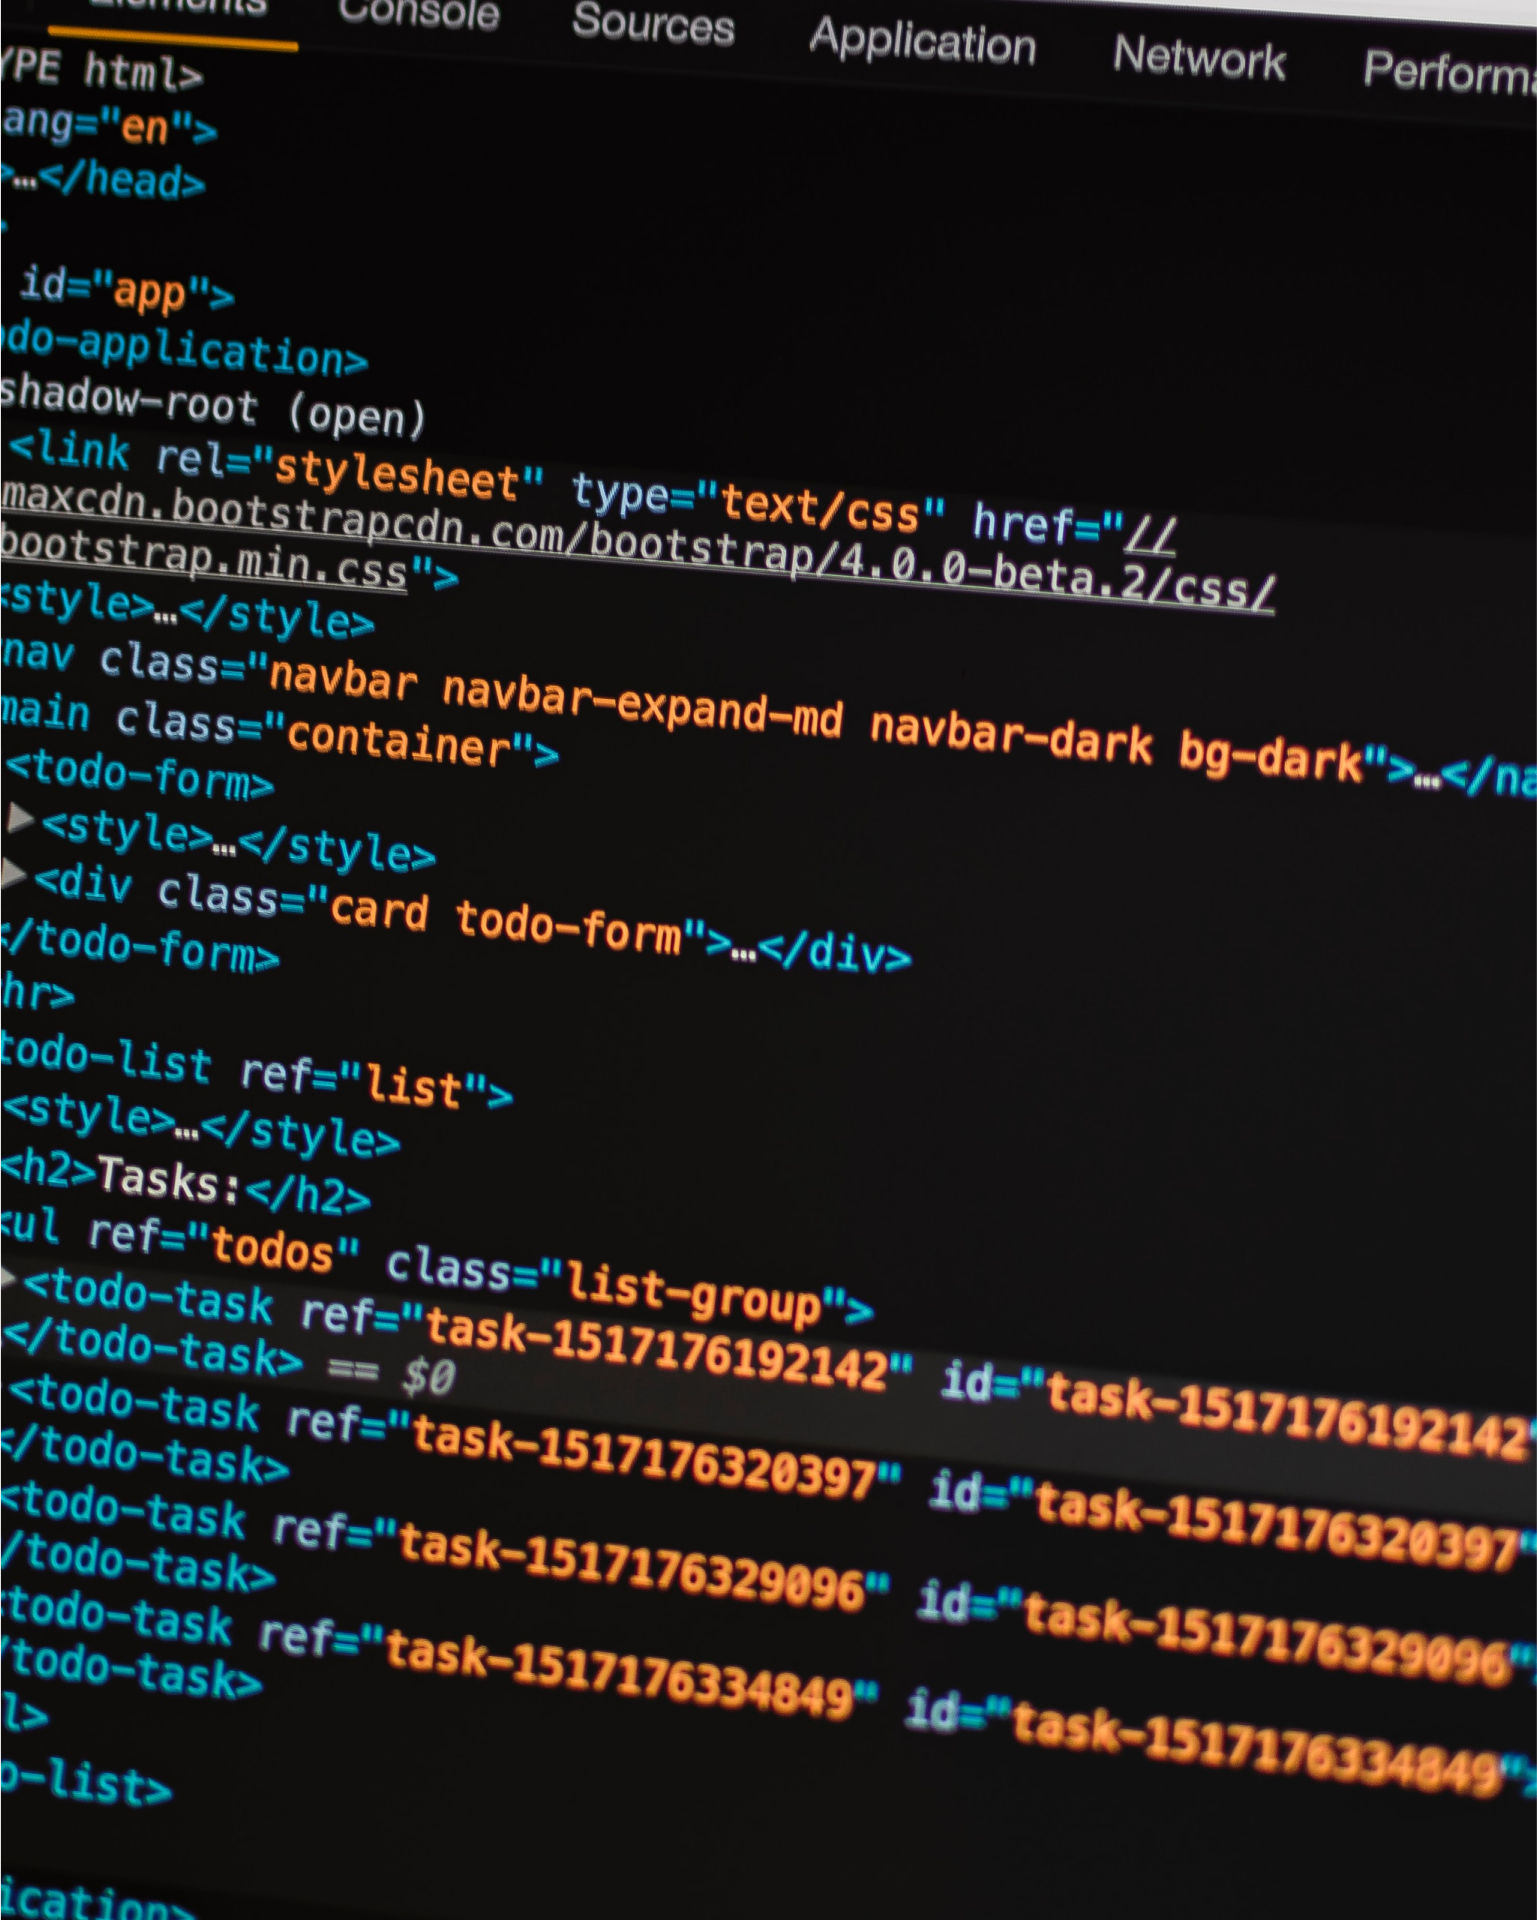 Elements Console Sources Application Network Performa
YPE html>
ang="en">
>…</head>
>
id="app">
odo-application>
shadow-root (open)
<link rel="stylesheet" type="text/css" href="//
maxcdn.bootstrapcdn.com/bootstrap/4.0.0-beta.2/css/
bootstrap.min.css">
<style>…</style>
nav class="navbar navbar-expand-md navbar-dark bg-dark">…</na
main class="container">
<todo-form>
▶<style>…</style>
▶<div class="card todo-form">…</div>
</todo-form>
hr>
todo-list ref="list">
<style>…</style>
<h2>Tasks:</h2>
<ul ref="todos" class="list-group">
▶<todo-task ref="task-1517176192142" id="task-1517176192142"
</todo-task> == $0
<todo-task ref="task-1517176320397" id="task-1517176320397"
</todo-task>
<todo-task ref="task-1517176329096" id="task-1517176329096"
/todo-task>
<todo-task ref="task-1517176334849" id="task-1517176334849">
/todo-task>
l>
o-list>
ication>